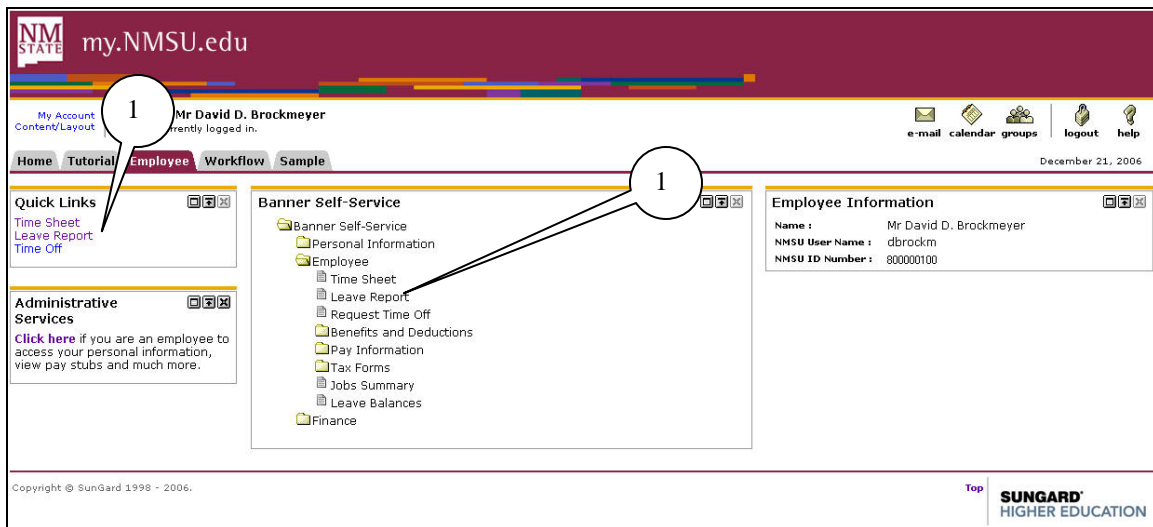 NM
STATE
my.NMSU.edu
1
My Account
Content/Layout
Mr David D. Brockmeyer
rently logged in.
e-mail calendar groups logout help
Home Tutorial Employee Workflow Sample
December 21, 2006
Quick Links
Time Sheet
Leave Report
Time Off
Administrative
Services
Click here if you are an employee to
access your personal information,
view pay stubs and much more.
1
Banner Self-Service
Banner Self-Service
Personal Information
Employee
Time Sheet
Leave Report
Request Time Off
Benefits and Deductions
Pay Information
Tax Forms
Jobs Summary
Leave Balances
Finance
Employee Information
Name : Mr David D. Brockmeyer
NMSU User Name : dbrockm
NMSU ID Number : 800000100
Copyright © SunGard 1998 - 2006.
Top
SUNGARD'
HIGHER EDUCATION